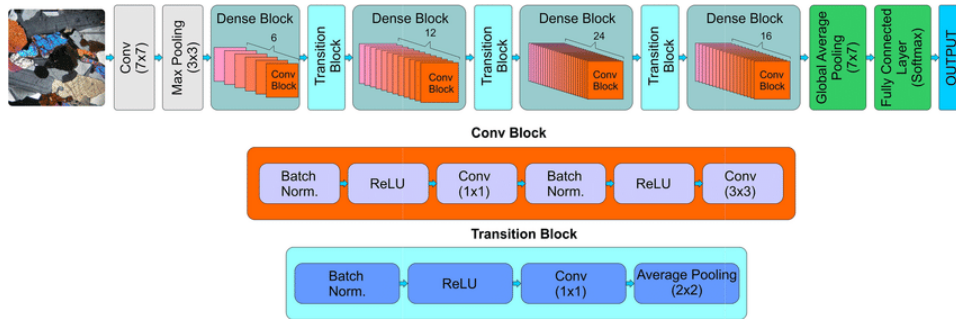 Conv
(7x7)
Max Pooling
(3x3)
Dense Block
6
Conv
Block
Transition
Block
Dense Block
12
Conv
Block
Transition
Block
Dense Block
24
Conv
Block
Transition
Block
Dense Block
16
Conv
Block
Global Average
Pooling
(7x7)
Fully Connected
Layer
(Softmax)
OUTPUT
Conv Block
Batch
Norm.
ReLU
Conv
(1x1)
Batch
Norm.
ReLU
Conv
(3x3)
Transition Block
Batch
Norm.
ReLU
Conv
(1x1)
Average Pooling
(2x2)